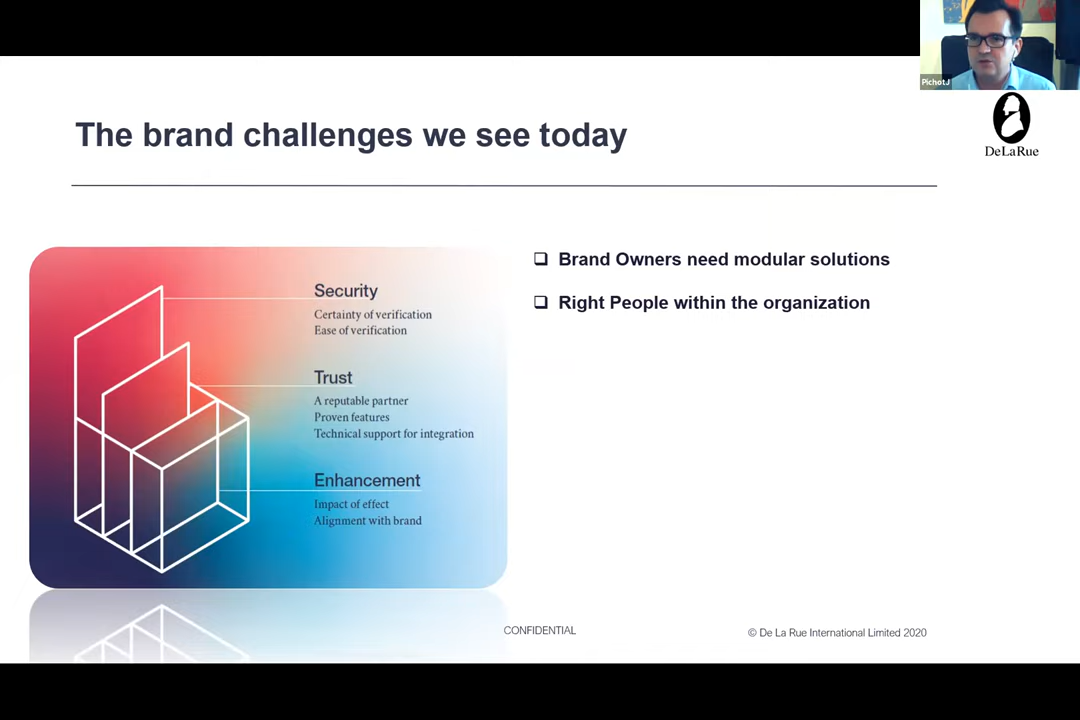 PichotJ
The brand challenges we see today
DeLaRue
Security
Certainty of verification
Ease of verification
Trust
A reputable partner
Proven features
Technical support for integration
Enhancement
Impact of effect
Alignment with brand
Brand Owners need modular solutions
Right People within the organization
CONFIDENTIAL
© De La Rue International Limited 2020